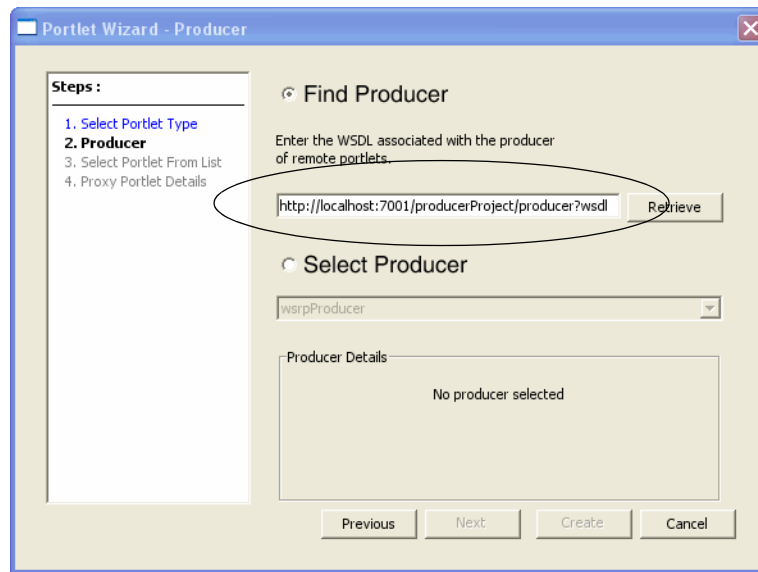 Portlet Wizard - Producer
Steps :
1. Select Portlet Type
2. Producer
3. Select Portlet From List
4. Proxy Portlet Details
Find Producer
Enter the WSDL associated with the producer
of remote portlets.
http://localhost:7001/producerProject/producer?wsdl
Retrieve
Select Producer
wsrpProducer
Producer Details
No producer selected
Previous
Next
Create
Cancel